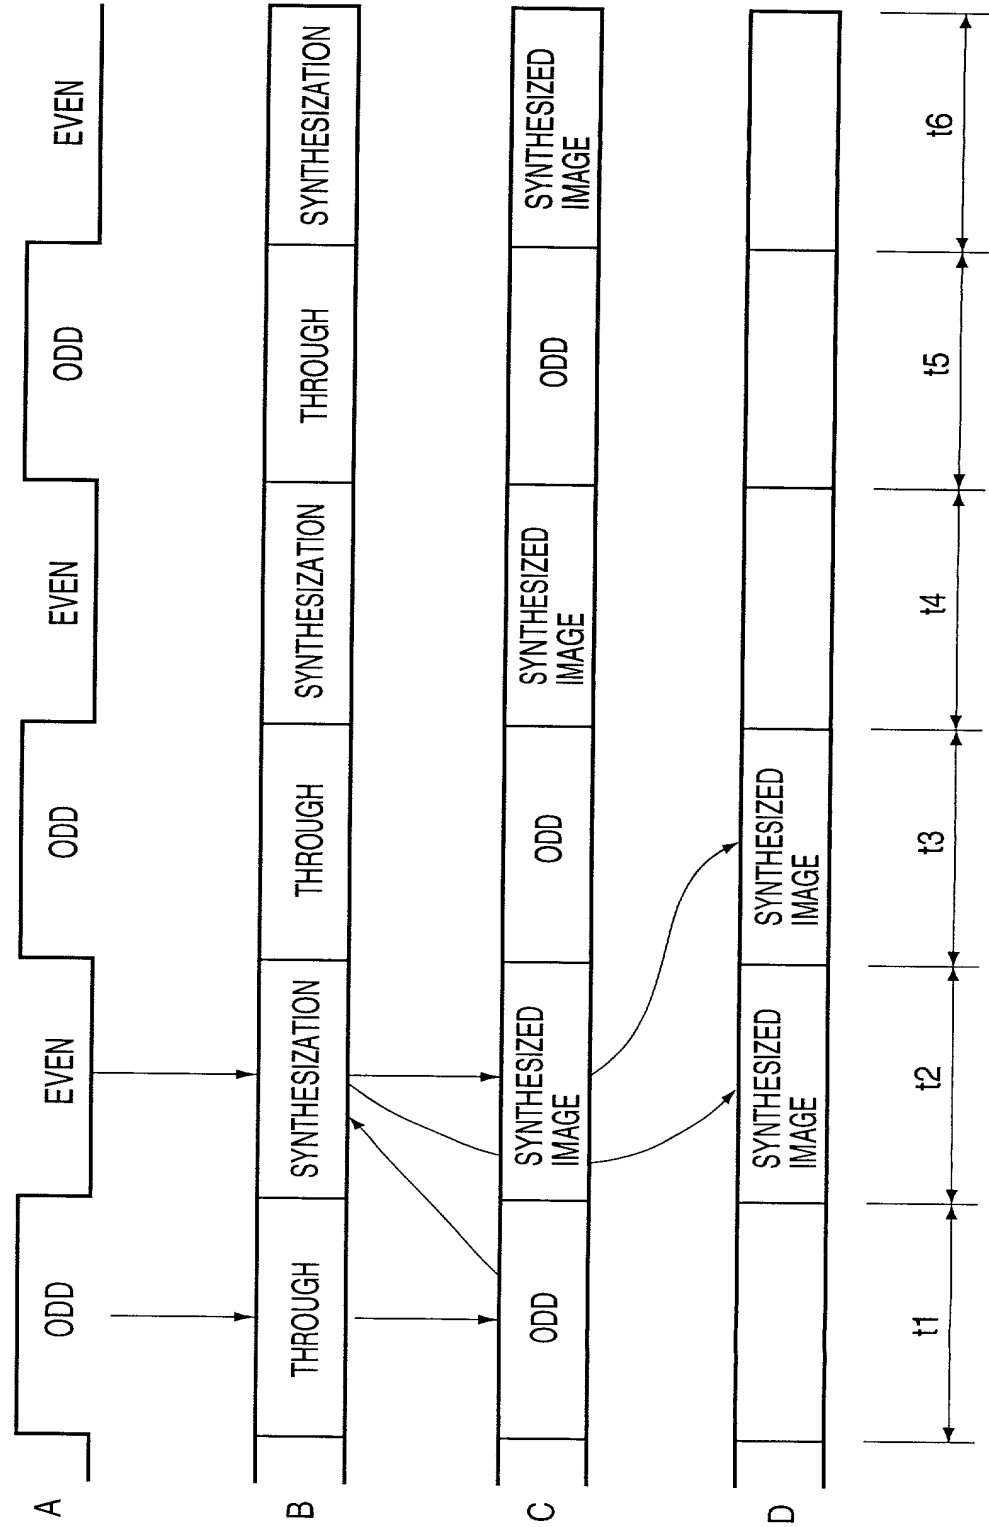 A
ODD
EVEN
ODD
EVEN
ODD
EVEN
B
THROUGH
SYNTHESIZATION
THROUGH
SYNTHESIZATION
THROUGH
SYNTHESIZATION
C
ODD
SYNTHESIZED
IMAGE
ODD
SYNTHESIZED
IMAGE
ODD
SYNTHESIZED
IMAGE
D
SYNTHESIZED
IMAGE
SYNTHESIZED
IMAGE
t1
t2
t3
t4
t5
t6